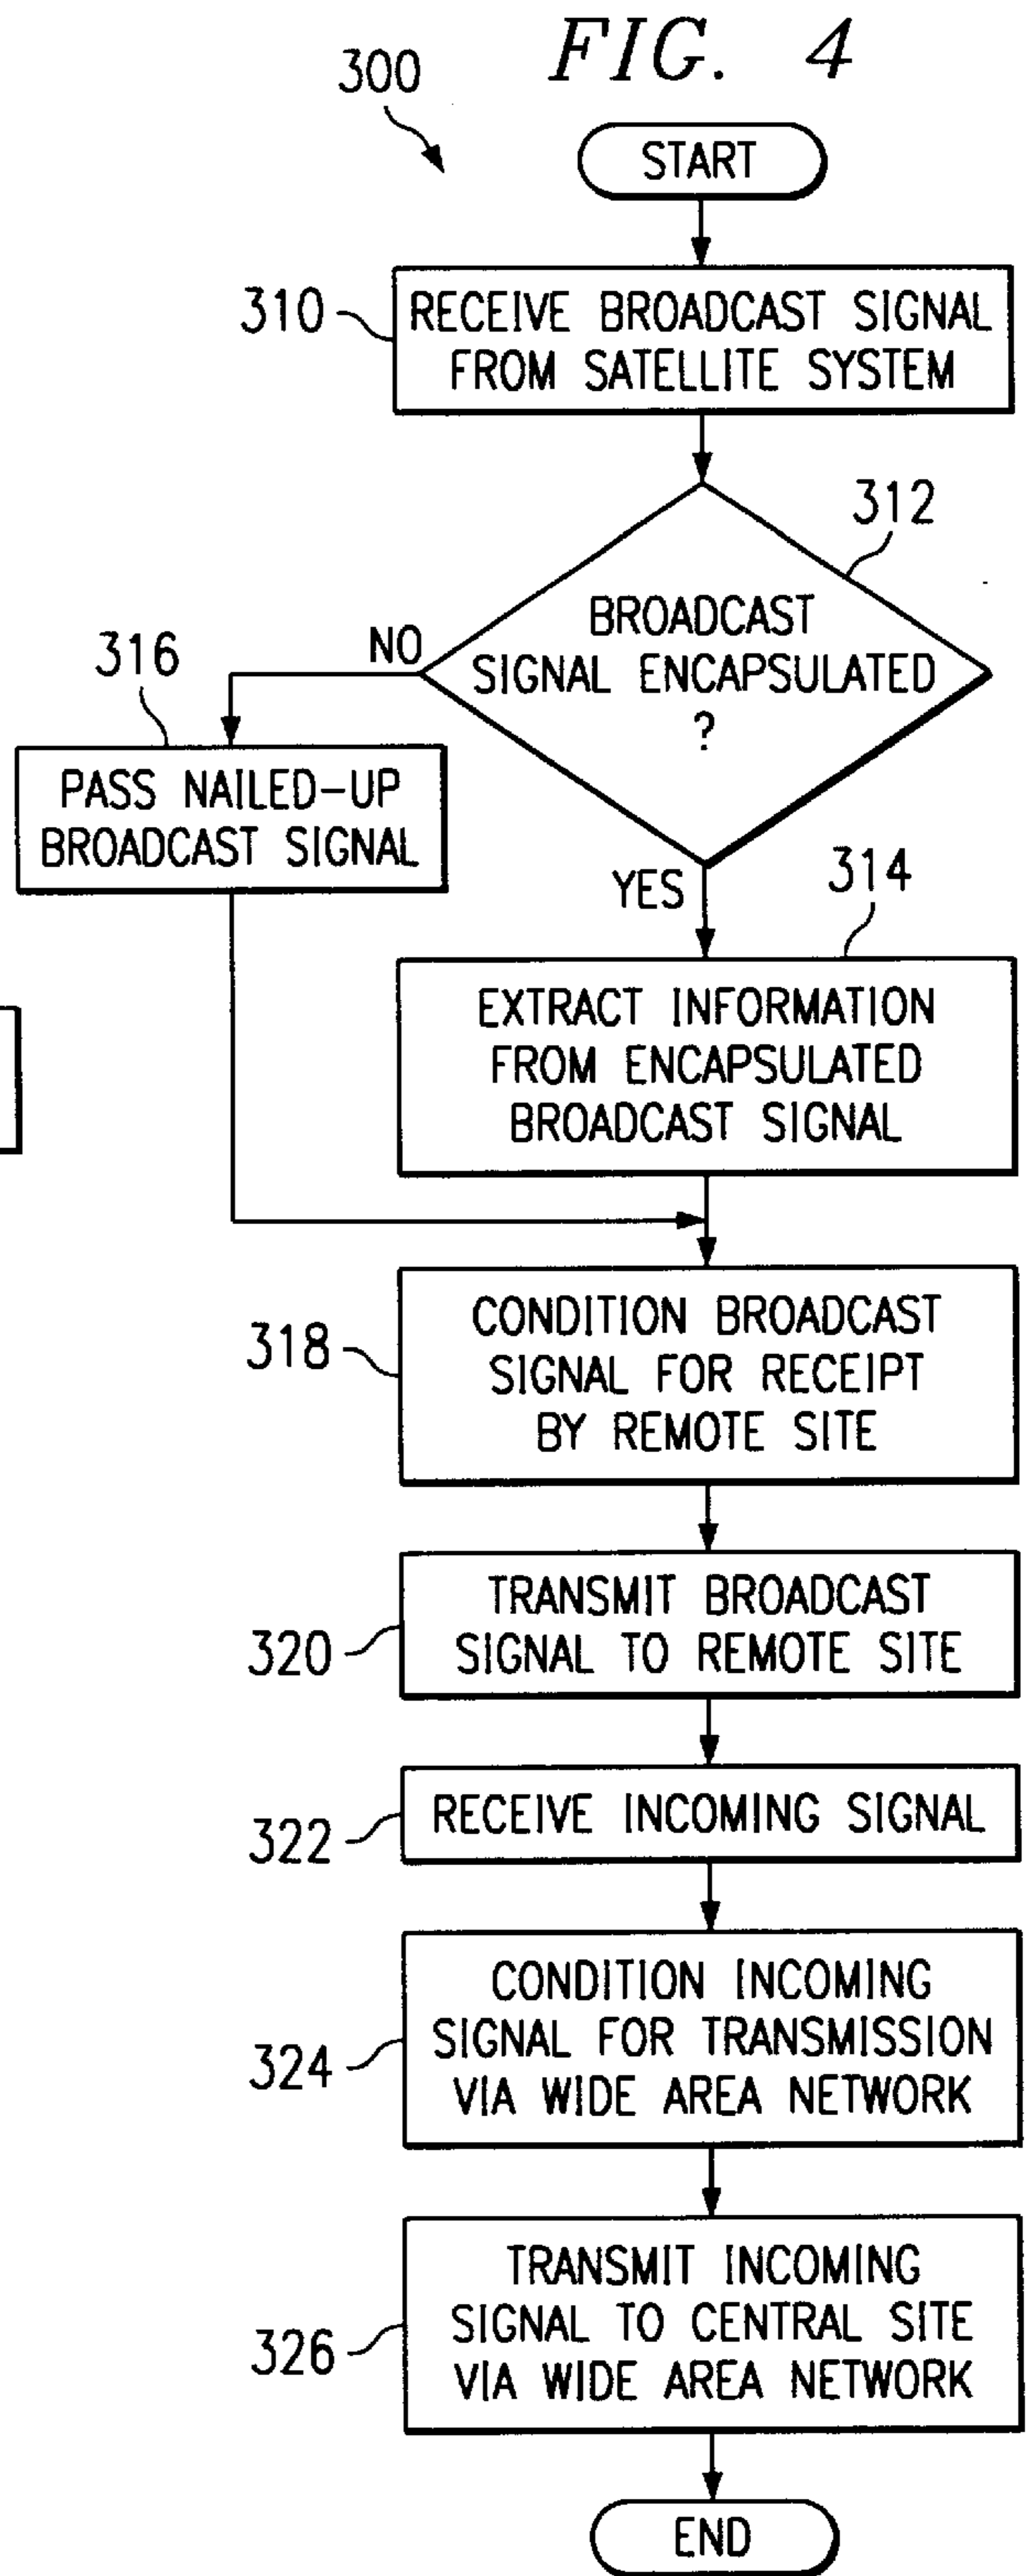 FIG. 4
300
START
310
RECEIVE BROADCAST SIGNAL
FROM SATELLITE SYSTEM
312
BROADCAST
SIGNAL ENCAPSULATED
?
NO
316
PASS NAILED-UP
BROADCAST SIGNAL
YES
314
EXTRACT INFORMATION
FROM ENCAPSULATED
BROADCAST SIGNAL
318
CONDITION BROADCAST
SIGNAL FOR RECEIPT
BY REMOTE SITE
320
TRANSMIT BROADCAST
SIGNAL TO REMOTE SITE
322
RECEIVE INCOMING SIGNAL
324
CONDITION INCOMING
SIGNAL FOR TRANSMISSION
VIA WIDE AREA NETWORK
326
TRANSMIT INCOMING
SIGNAL TO CENTRAL SITE
VIA WIDE AREA NETWORK
END